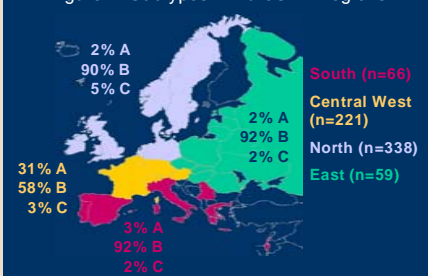 2% A
90% B
5% C
South (n=66)
Central West
(n=221)
North (n=338)
East (n=59)
2% A
92% B
2% C
31% A
58% B
3% C
3% A
92% B
2% C